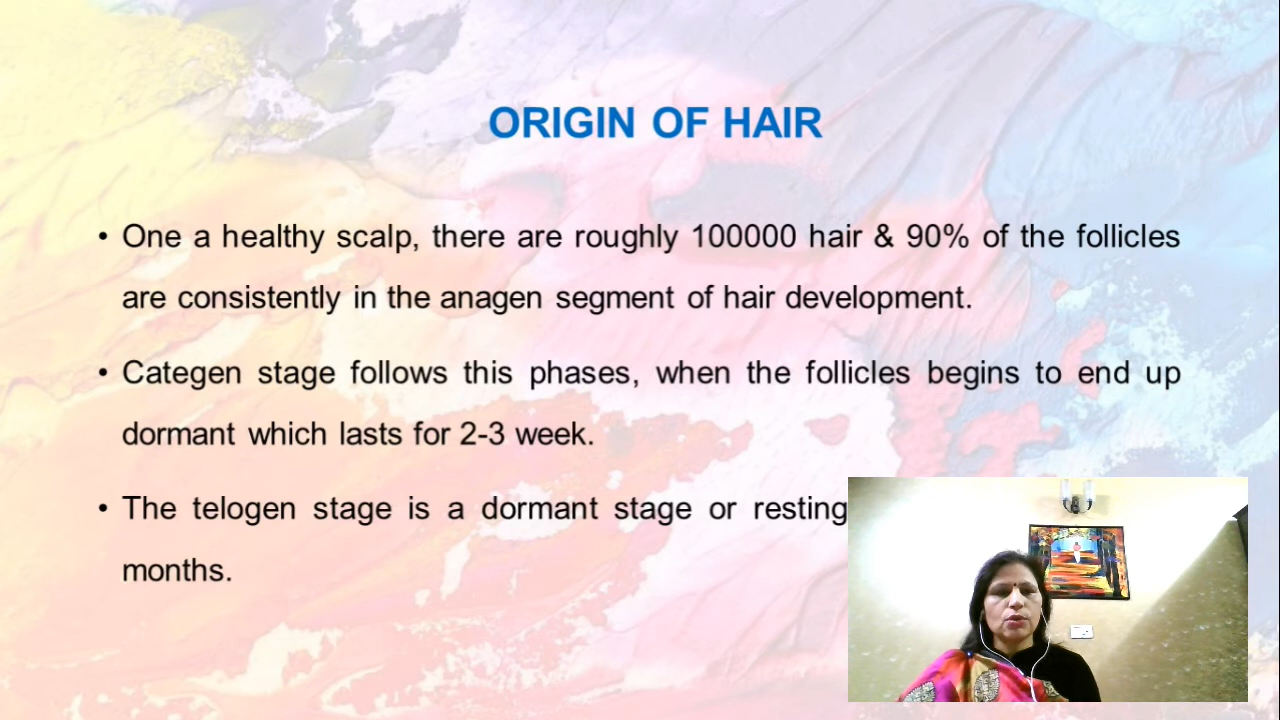 ORIGIN OF HAIR
• One a healthy scalp, there are roughly 100000 hair & 90% of the follicles
are consistently in the anagen segment of hair development.
• Categen stage follows this phases, when the follicles begins to end up
dormant which lasts for 2-3 week.
• The telogen stage is a dormant stage or resting
months.